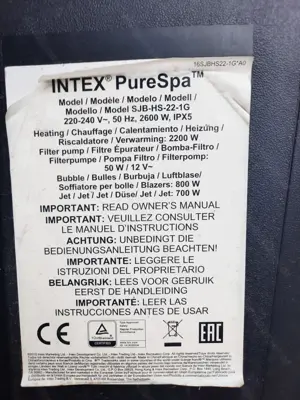 16SJBHS22-1G*A0
INTEX® PureSpa™
Model / Modèle / Modelo / Modell /
Modello / Model SJB-HS-22-1G
220-240 V~, 50 Hz, 2600 W, IPX5
Heating / Chauffage / Calentamiento / Heizung /
Riscaldatore / Verwarming: 2200 W
Filter pump / Filtre Épurateur / Bomba-Filtro /
Filterpumpe / Pompa Filtro / Filterpomp:
50 W / 12 V~
Bubble / Bulles / Burbuja / Luftblase/
Soffiatore per bolle / Blazers: 800 W
Jet / Jet / Jet / Düse / Jet / Jet: 700 W
IMPORTANT: READ OWNER'S MANUAL
IMPORTANT: VEUILLEZ CONSULTER
LE MANUEL D'INSTRUCTIONS
ACHTUNG: UNBEDINGT DIE
BEDIENUNGSANLEITUNG BEACHTEN!
IMPORTANTE: LEGGERE LE
ISTRUZIONI DEL PROPRIETARIO
BELANGRIJK: LEES VOOR GEBRUIK
EERST DE HANDLEIDING
IMPORTANTÉ: LEER LAS
INSTRUCCIONES ANTES DE USAR
CE
TÜVRheinland
CERTIFIED
EAC